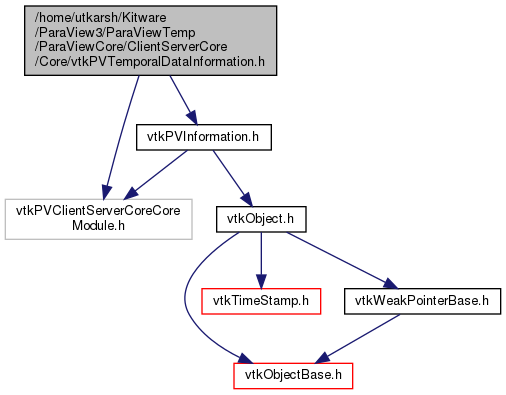 /home/utkarsh/Kitware
/ParaView3/ParaViewTemp
/ParaViewCore/ClientServerCore
/Core/vtkPVTemporalDataInformation.h
vtkPVInformation.h
vtkPVClientServerCoreCore
Module.h
vtkObject.h
vtkTimeStamp.h
vtkWeakPointerBase.h
vtkObjectBase.h